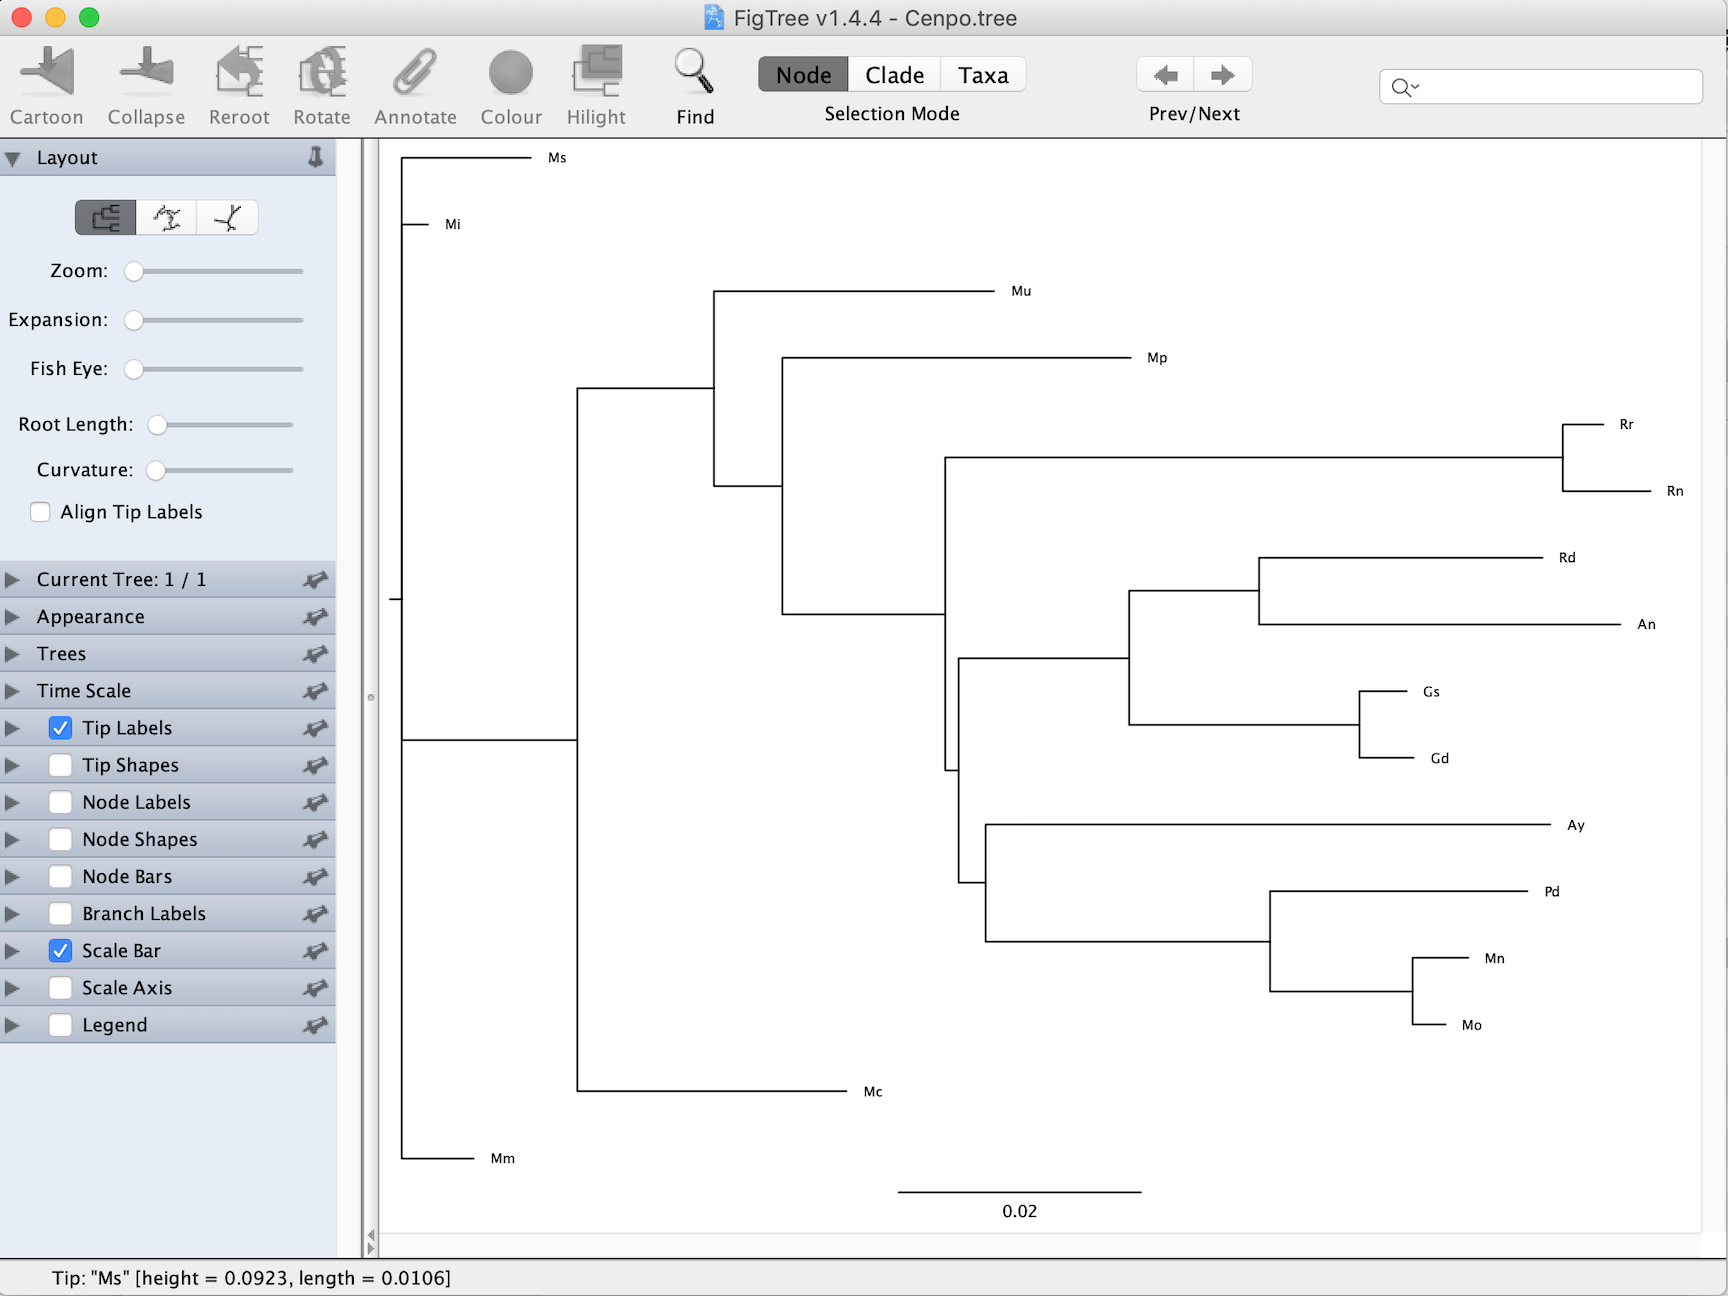 FigTree v1.4.4 - Cenpo.tree
Cartoon Collapse Reroot Rotate Annotate Colour Hilight Find
Node Clade Taxa
Selection Mode
Prev/Next
Layout
Zoom:
Expansion:
Fish Eye:
Root Length:
Curvature:
Align Tip Labels
Current Tree: 1 / 1
Appearance
Trees
Time Scale
Tip Labels
Tip Shapes
Node Labels
Node Shapes
Node Bars
Branch Labels
Scale Bar
Scale Axis
Legend
Ms
Mi
Mu
Mp
Rr
Rn
Rd
An
Gs
Gd
Ay
Pd
Mn
Mo
Mc
Mm
0.02
Tip: "Ms" [height = 0.0923, length = 0.0106]